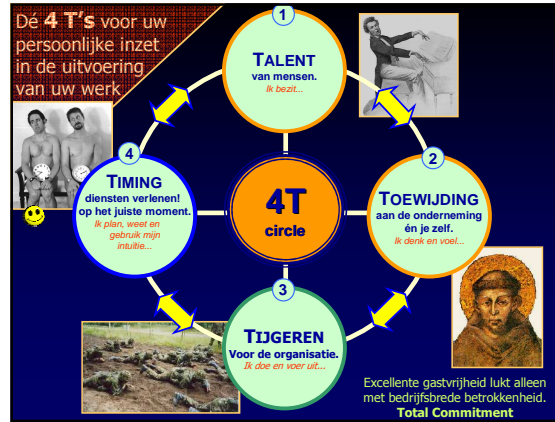 Dé 4 T's voor uw
persoonlijke inzet
in de uitvoering
van uw werk
1
TALENT
van mensen.
Ik bezit...
2
TOEWIJDING
aan de onderneming
én je zelf.
Ik denk en voel...
3
TIJGEREN
Voor de organisatie.
Ik doe en voer uit...
4
TIMING
diensten verlenen!
op het juiste moment.
Ik plan, weet en
gebruik mijn
intuïtie...
4T
circle
Excellente gastvrijheid lukt alleen
met bedrijfsbrede betrokkenheid.
Total Commitment